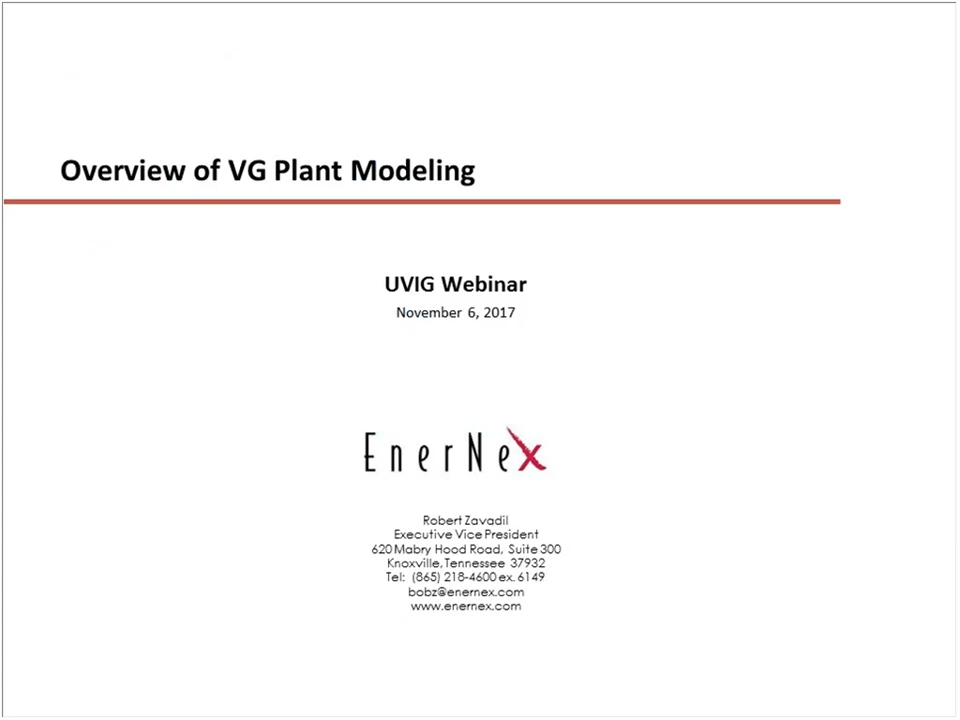 Overview of VG Plant Modeling
UVIG Webinar
November 6, 2017
EnerNex
Robert Zavadil
Executive Vice President
620 Mabry Hood Road, Suite 300
Knoxville, Tennessee 37932
Tel: (865) 218-4600 ex. 6149
bobz@enernex.com
www.enernex.com